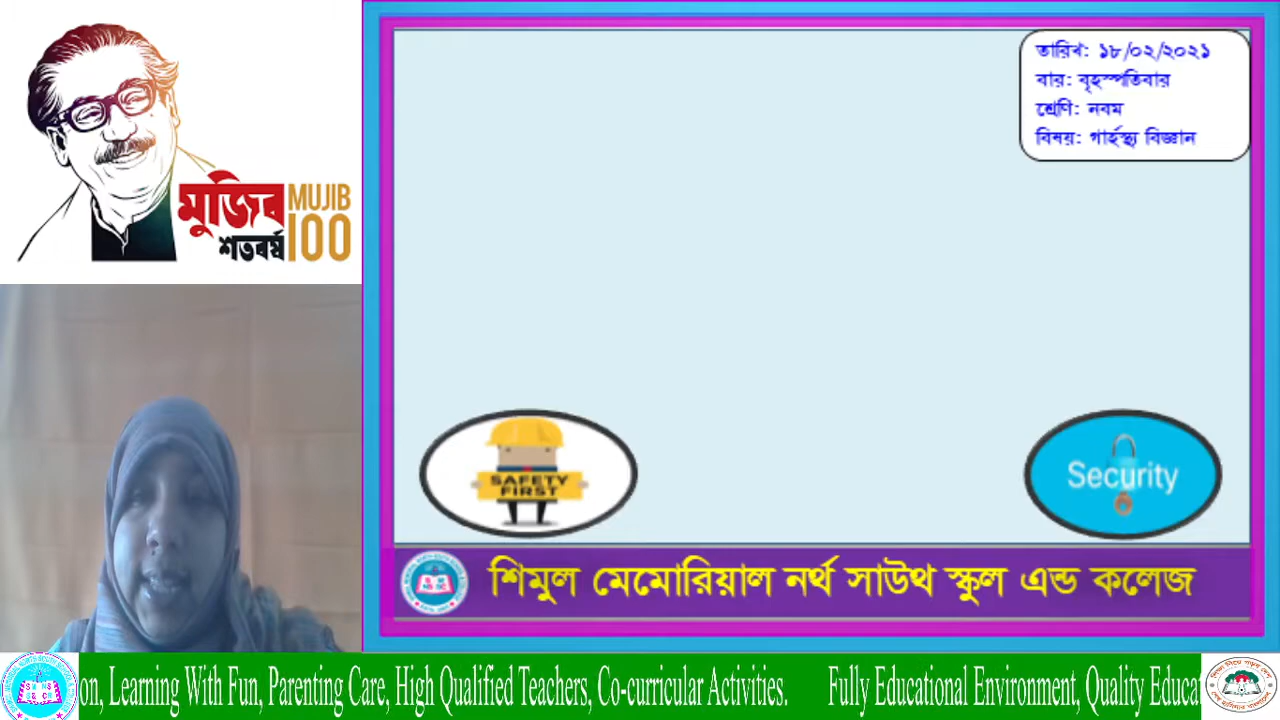 মুজিব
শতবর্ষ
MUJIB
100
তারিখ: ১৮/০২/২০২১
বার: বৃহস্পতিবার
শ্রেণি: নবম
বিষয়: গার্হস্থ্য বিজ্ঞান
SAFETY
FIRST
Security
শিমুল মেমোরিয়াল নর্থ সাউথ স্কুল এন্ড কলেজ
on, Learning With Fun, Parenting Care, High Qualified Teachers, Co-curricular Activities. Fully Educational Environment, Quality Educat